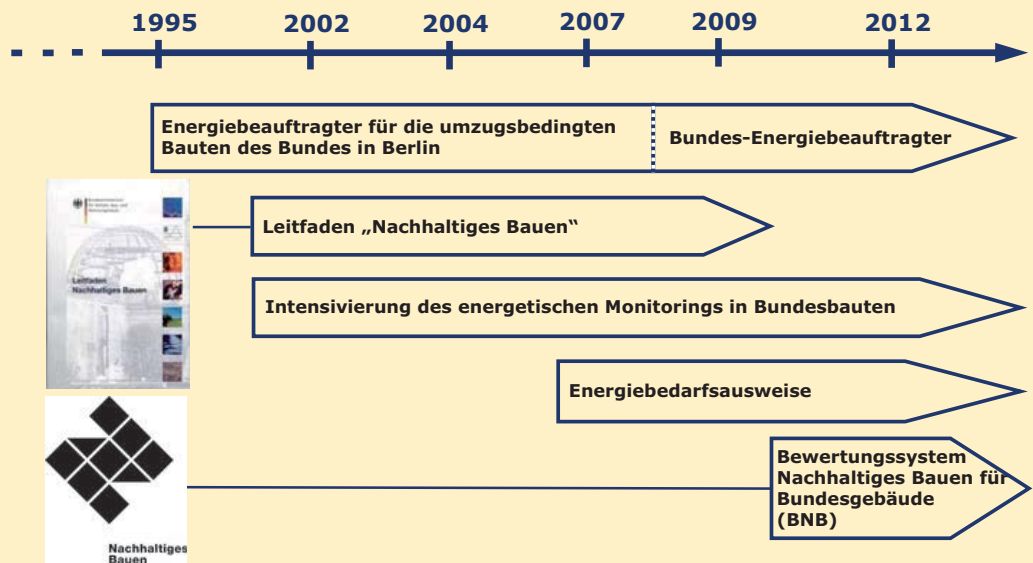 1995 2002 2004 2007 2009 2012
Energiebeauftragter für die umzugsbedingten
Bauten des Bundes in Berlin
Bundes-Energiebeauftragter
Leitfaden „Nachhaltiges Bauen“
Leitfaden
Nachhaltiges Bauen
Intensivierung des energetischen Monitorings in Bundesbauten
Energiebedarfsausweise
Bewertungssystem
Nachhaltiges Bauen für
Bundesgebäude
(BNB)
Nachhaltiges
Bauen